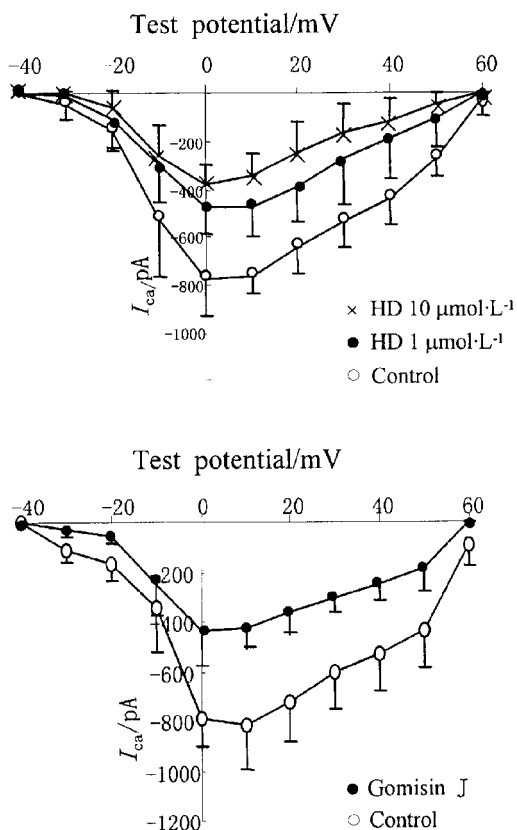 Test potential/mV
-40 -20 0 20 40 60
-200
-400
-600
-800
-1000
I_ca/pA
× HD 10 μmol·L⁻¹
● HD 1 μmol·L⁻¹
○ Control
Test potential/mV
-40 -20 0 20 40 60
-200
-400
-600
-800
-1000
-1200
I_ca/pA
● Gomisin J
○ Control